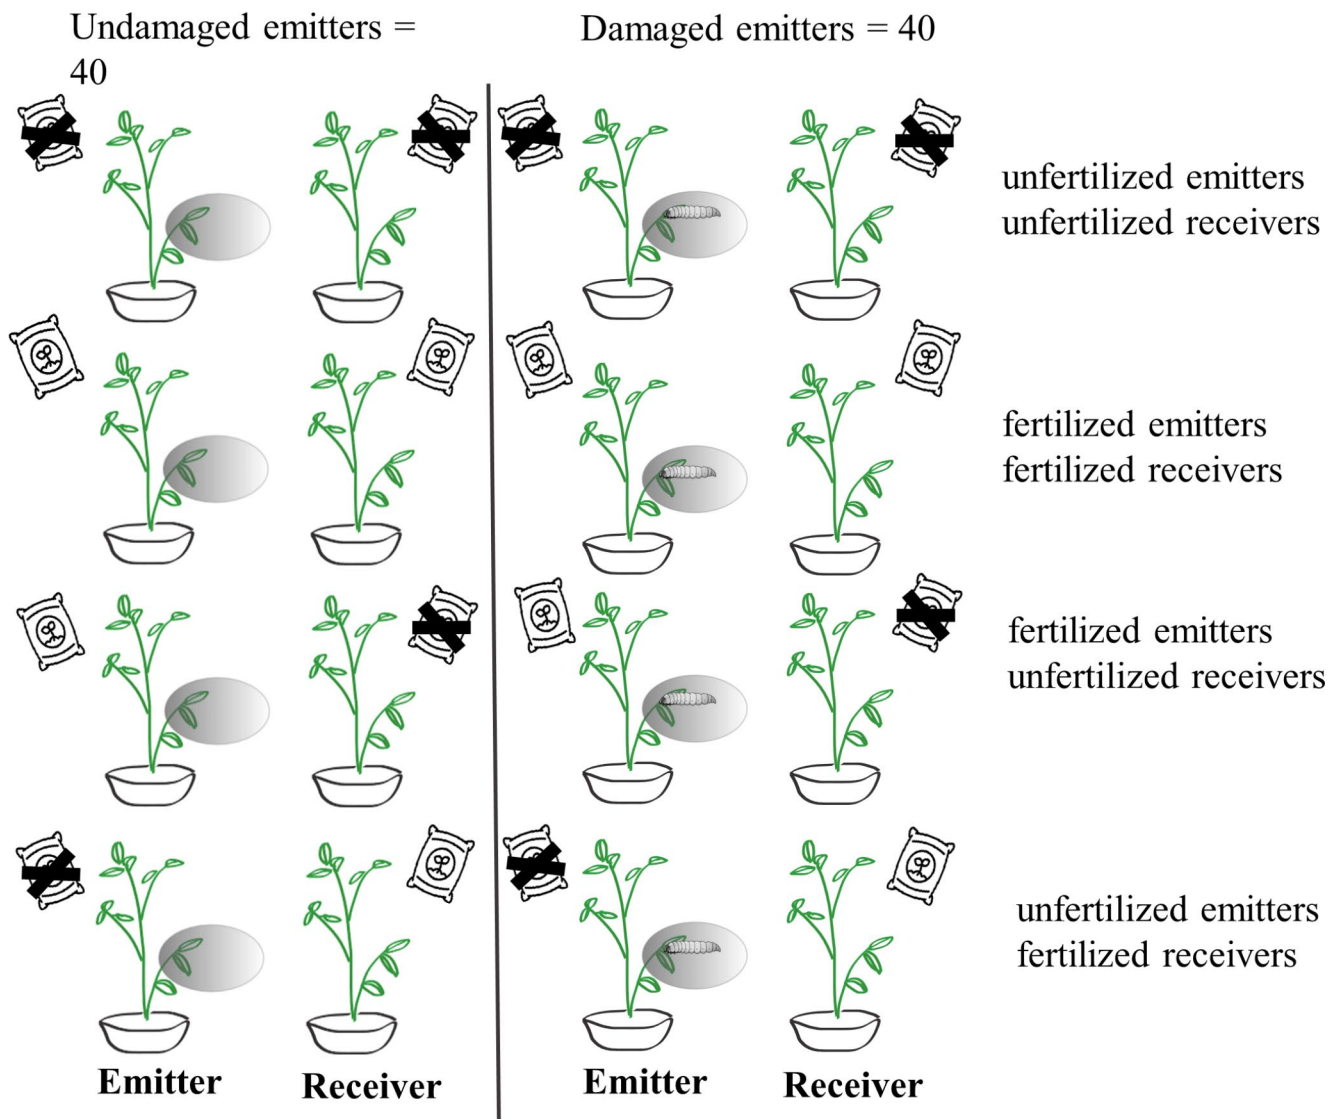 Undamaged emitters =
40
Damaged emitters = 40
unfertilized emitters
unfertilized receivers
fertilized emitters
fertilized receivers
fertilized emitters
unfertilized receivers
unfertilized emitters
fertilized receivers
Emitter
Receiver
Emitter
Receiver